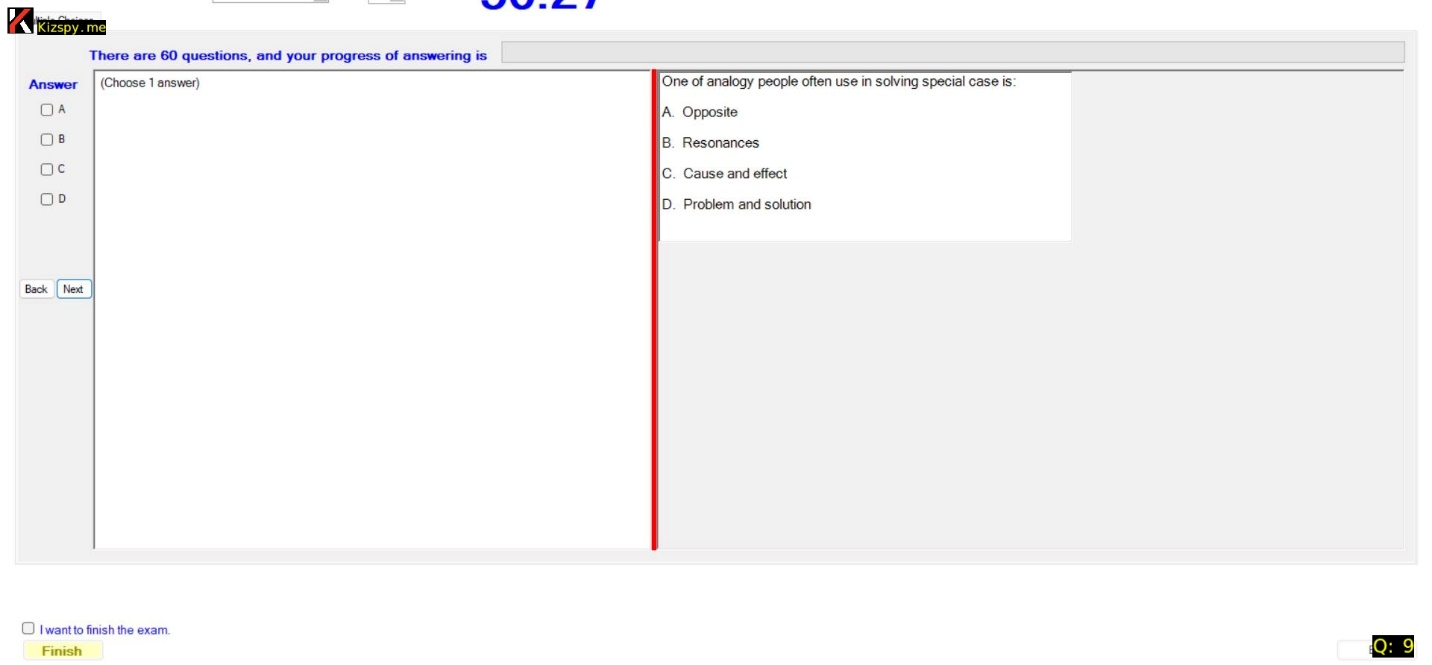 Kizspy.me
There are 60 questions, and your progress of answering is
Answer
(Choose 1 answer)
A
B
C
D
Back Next
One of analogy people often use in solving special case is:
A. Opposite
B. Resonances
C. Cause and effect
D. Problem and solution
I want to finish the exam.
Finish
Q: 9